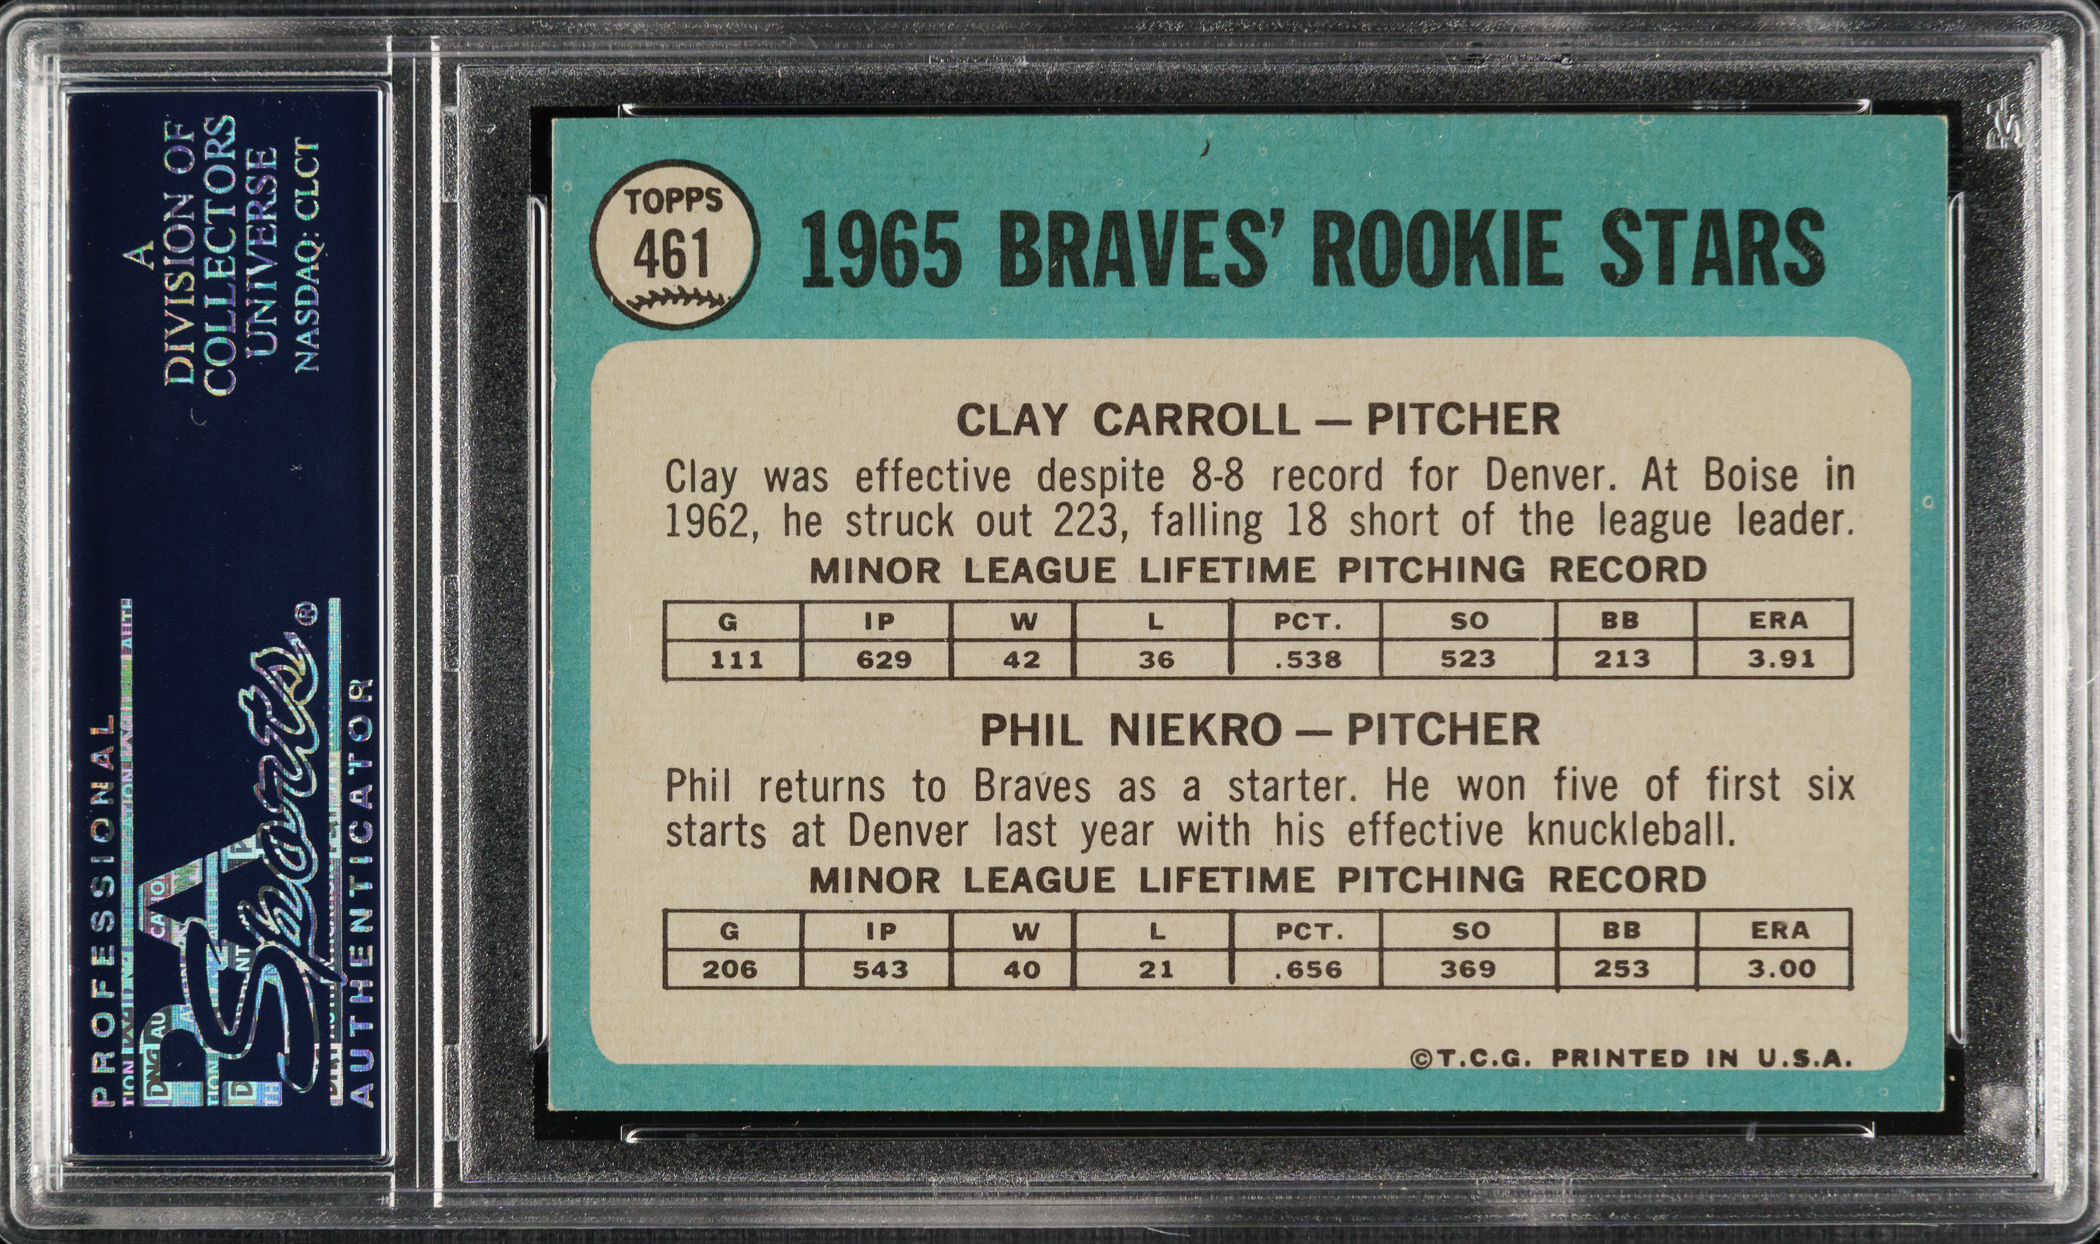 A
DIVISION OF
COLLECTORS
UNIVERSE
NASDAQ: CLCT
PROFESSIONAL
PSA
Sports®
AUTHENTICATOR
TOPPS
461
1965 BRAVES' ROOKIE STARS
CLAY CARROLL — PITCHER
Clay was effective despite 8-8 record for Denver. At Boise in
1962, he struck out 223, falling 18 short of the league leader.
MINOR LEAGUE LIFETIME PITCHING RECORD
G IP W L PCT. SO BB ERA
111 629 42 36 .538 523 213 3.91
PHIL NIEKRO — PITCHER
Phil returns to Braves as a starter. He won five of first six
starts at Denver last year with his effective knuckleball.
MINOR LEAGUE LIFETIME PITCHING RECORD
G IP W L PCT. SO BB ERA
206 543 40 21 .656 369 253 3.00
©T.C.G. PRINTED IN U.S.A.
PSA